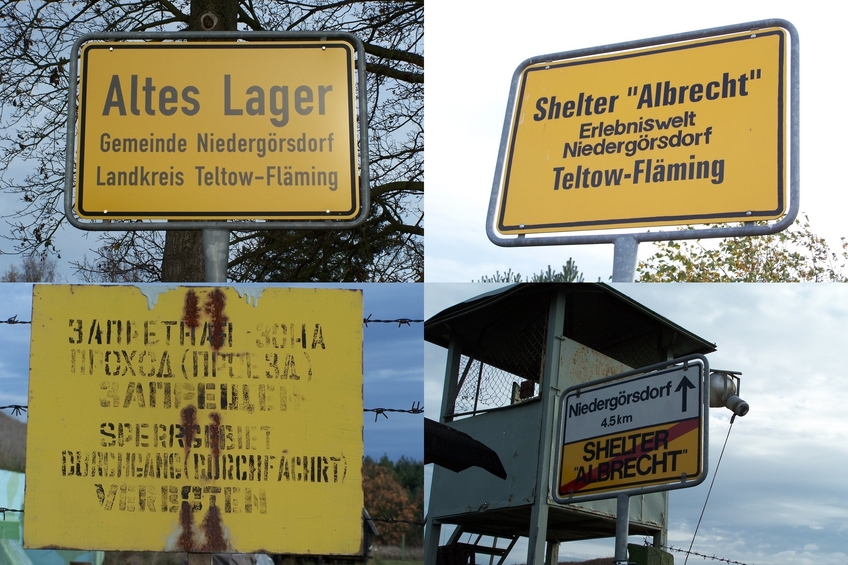 Altes Lager
Gemeinde Niedergörsdorf
Landkreis Teltow-Fläming
Shelter "Albrecht"
Erlebniswelt
Niedergörsdorf
Teltow-Fläming
ЗАПРЕТНАЯ ЗОНА
ПРОХОД (ПРОЕЗД)
ЗАПРЕЩЕН
SPERRGEBIET
DURCHGANG (DURCHFAHRT)
VERBOTEN
Niedergörsdorf
4.5 km
SHELTER
"ALBRECHT"